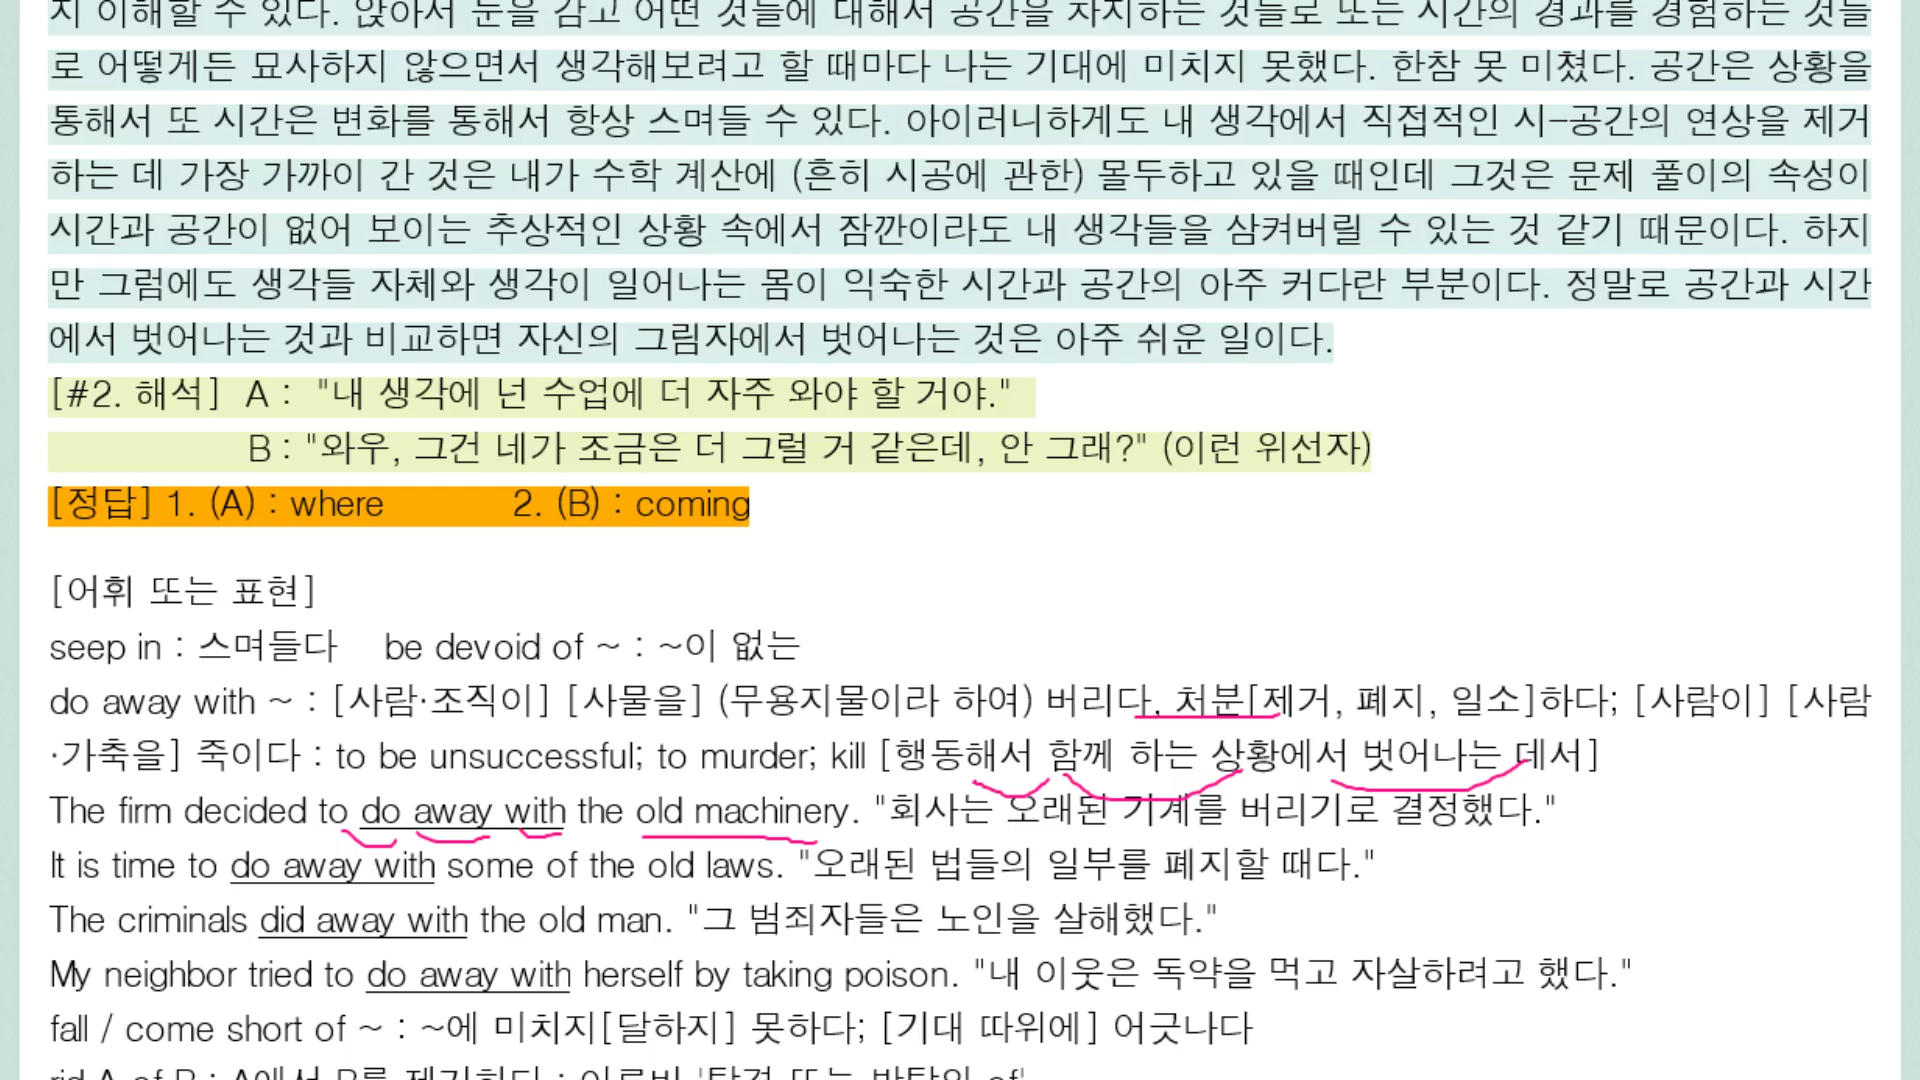 지 이해할 수 있다. 앉아서 눈을 감고 어떤 것들에 대해서 공간을 차지하는 것들로 또는 시간의 경과를 경험하는 것들
로 어떻게든 묘사하지 않으면서 생각해보려고 할 때마다 나는 기대에 미치지 못했다. 한참 못 미쳤다. 공간은 상황을
통해서 또 시간은 변화를 통해서 항상 스며들 수 있다. 아이러니하게도 내 생각에서 직접적인 시-공간의 연상을 제거
하는 데 가장 가까이 간 것은 내가 수학 계산에 (흔히 시공에 관한) 몰두하고 있을 때인데 그것은 문제 풀이의 속성이
시간과 공간이 없어 보이는 추상적인 상황 속에서 잠깐이라도 내 생각들을 삼켜버릴 수 있는 것 같기 때문이다. 하지
만 그럼에도 생각들 자체와 생각이 일어나는 몸이 익숙한 시간과 공간의 아주 커다란 부분이다. 정말로 공간과 시간
에서 벗어나는 것과 비교하면 자신의 그림자에서 벗어나는 것은 아주 쉬운 일이다.
[#2. 해석] A : "내 생각에 넌 수업에 더 자주 와야 할 거야."
B : "와우, 그건 네가 조금은 더 그럴 거 같은데, 안 그래?" (이런 위선자)
[정답] 1. (A) : where 2. (B) : coming
[어휘 또는 표현]
seep in : 스며들다 be devoid of ~ : ~이 없는
do away with ~ : [사람·조직이] [사물을] (무용지물이라 하여) 버리다, 처분[제거, 폐지, 일소]하다; [사람이] [사람
·가축을] 죽이다 : to be unsuccessful; to murder; kill [행동해서 함께 하는 상황에서 벗어나는 데서]
The firm decided to do away with the old machinery. "회사는 오래된 기계를 버리기로 결정했다."
It is time to do away with some of the old laws. "오래된 법들의 일부를 폐지할 때다."
The criminals did away with the old man. "그 범죄자들은 노인을 살해했다."
My neighbor tried to do away with herself by taking poison. "내 이웃은 독약을 먹고 자살하려고 했다."
fall / come short of ~ : ~에 미치지[달하지] 못하다; [기대 따위에] 어긋나다
rid A of B : A에서 B를 제거하다 :